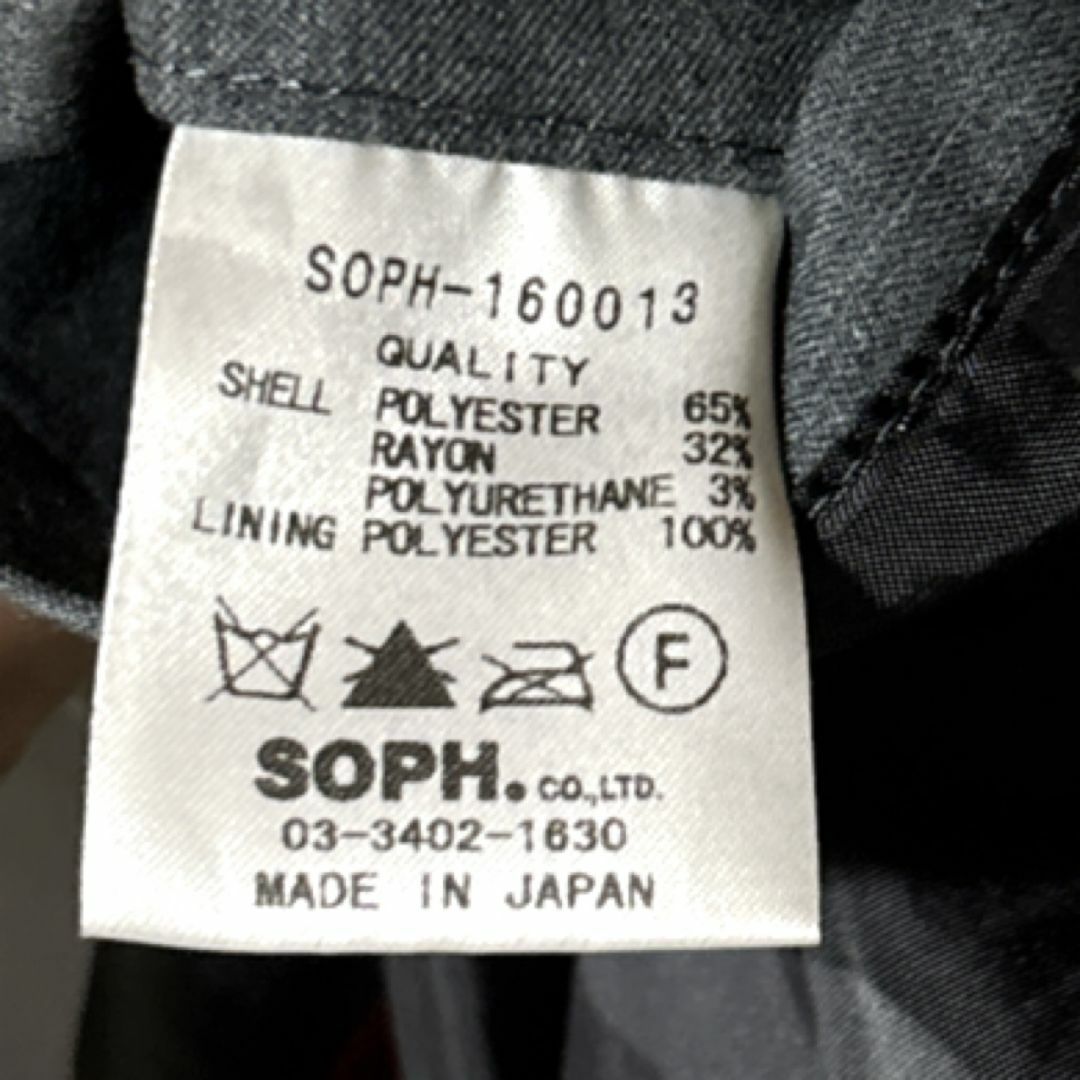 SOPH-160013
QUALITY
SHELL POLYESTER 65%
RAYON 32%
POLYURETHANE 3%
LINING POLYESTER 100%
F
SOPH. CO.,LTD.
03-3402-1630
MADE IN JAPAN